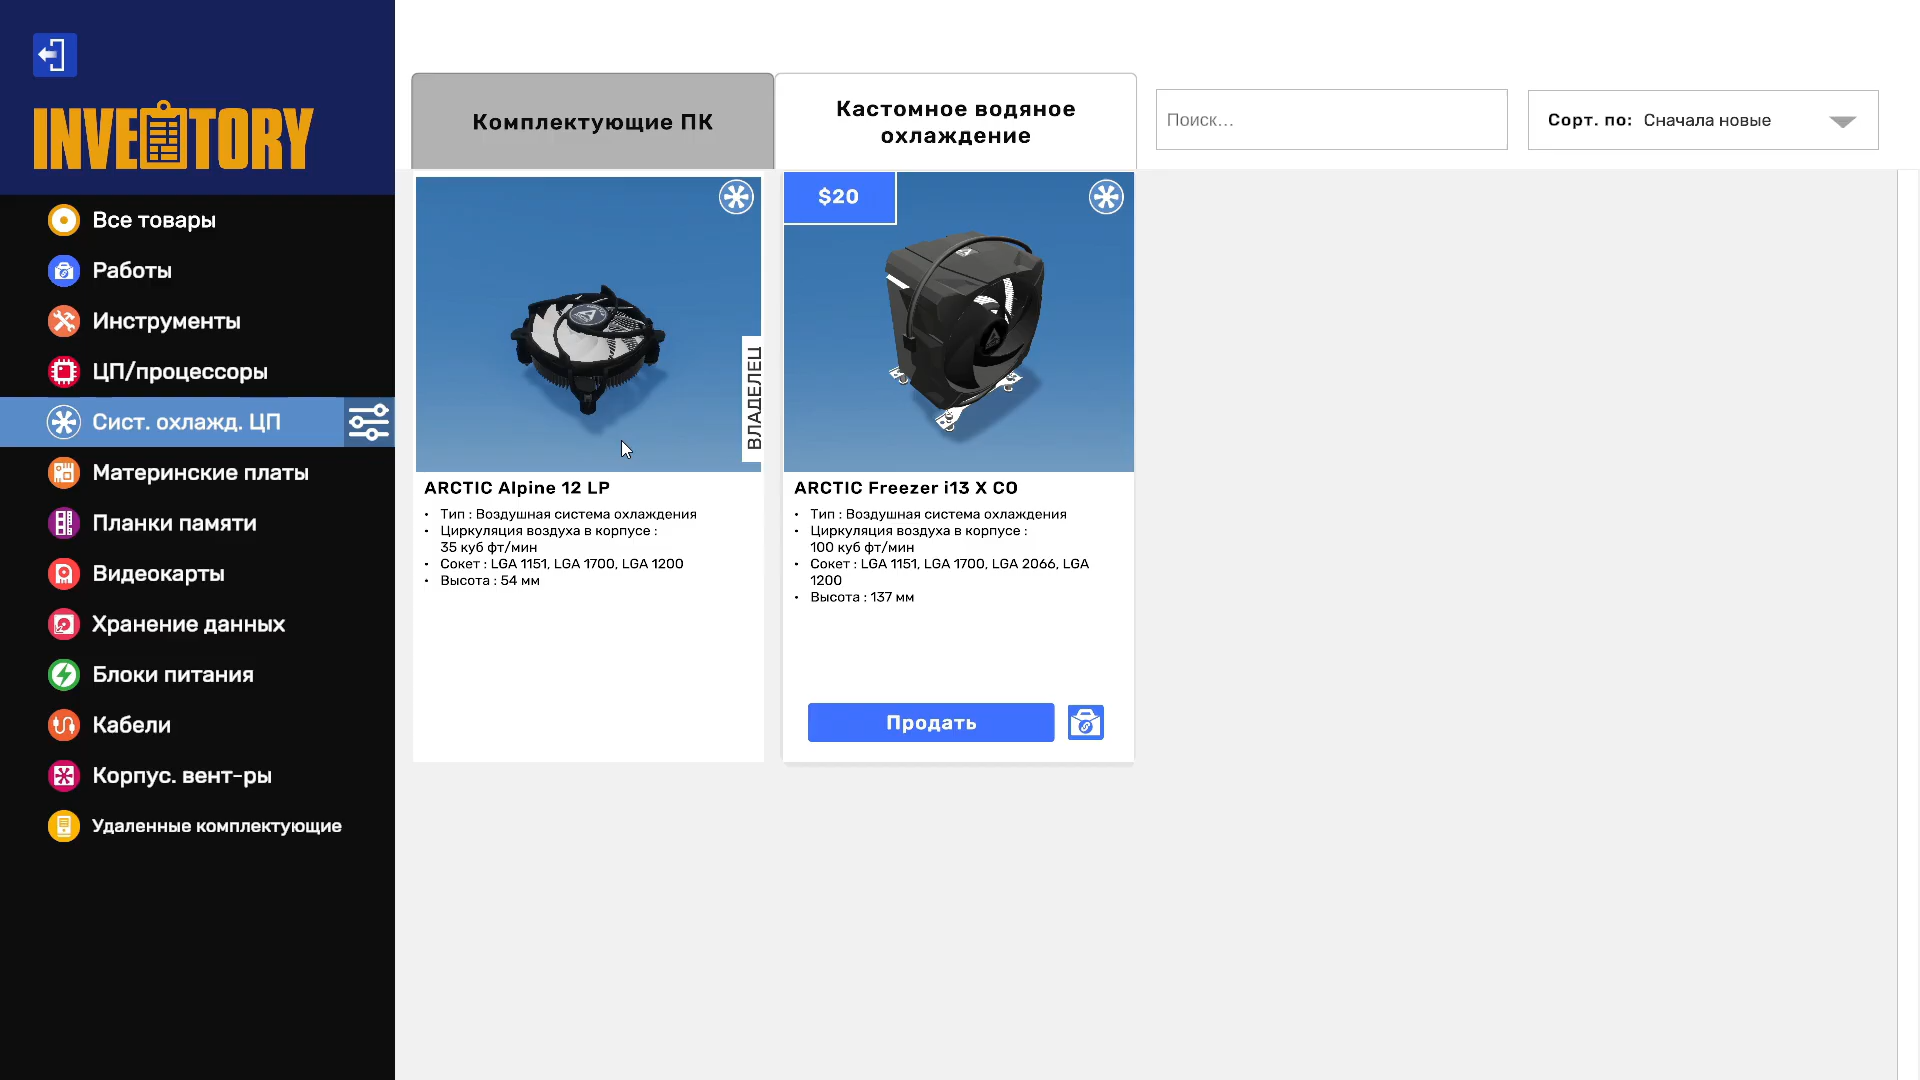 INVENTORY
Все товары
Работы
Инструменты
ЦП/процессоры
Сист. охлажд. ЦП
Материнские платы
Планки памяти
Видеокарты
Хранение данных
Блоки питания
Кабели
Корпус. вент-ры
Удаленные комплектующие
Комплектующие ПК
Кастомное водяное
охлаждение
Поиск...
Сорт. по: Сначала новые
ВЛАДЕЛЕЦ
ARCTIC Alpine 12 LP
• Тип : Воздушная система охлаждения
• Циркуляция воздуха в корпусе :
35 куб фт/мин
• Сокет : LGA 1151, LGA 1700, LGA 1200
• Высота : 54 мм
$20
ARCTIC Freezer i13 X CO
• Тип : Воздушная система охлаждения
• Циркуляция воздуха в корпусе :
100 куб фт/мин
• Сокет : LGA 1151, LGA 1700, LGA 2066, LGA
1200
• Высота : 137 мм
Продать